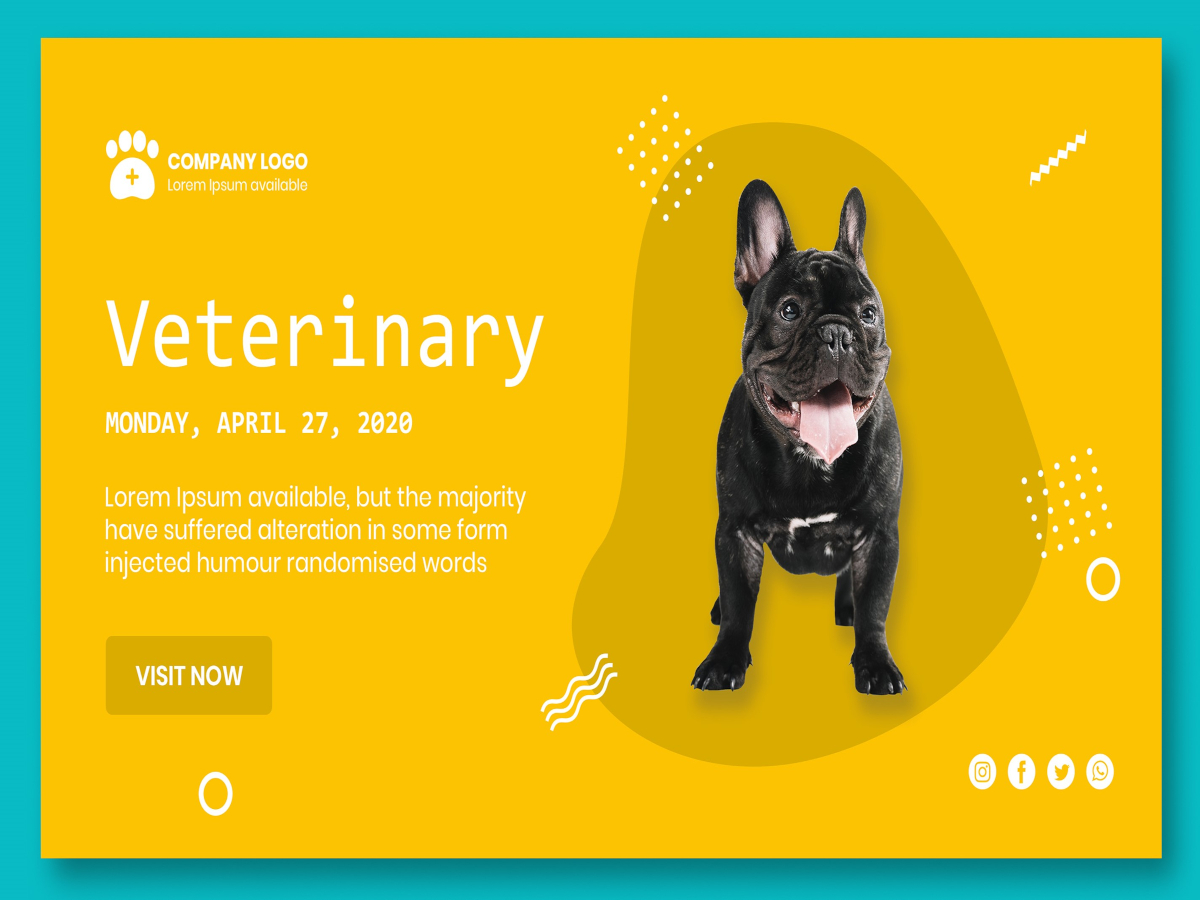 COMPANY LOGO
Lorem Ipsum available
Veterinary
MONDAY, APRIL 27, 2020
Lorem Ipsum available, but the majority
have suffered alteration in some form
injected humour randomised words
VISIT NOW